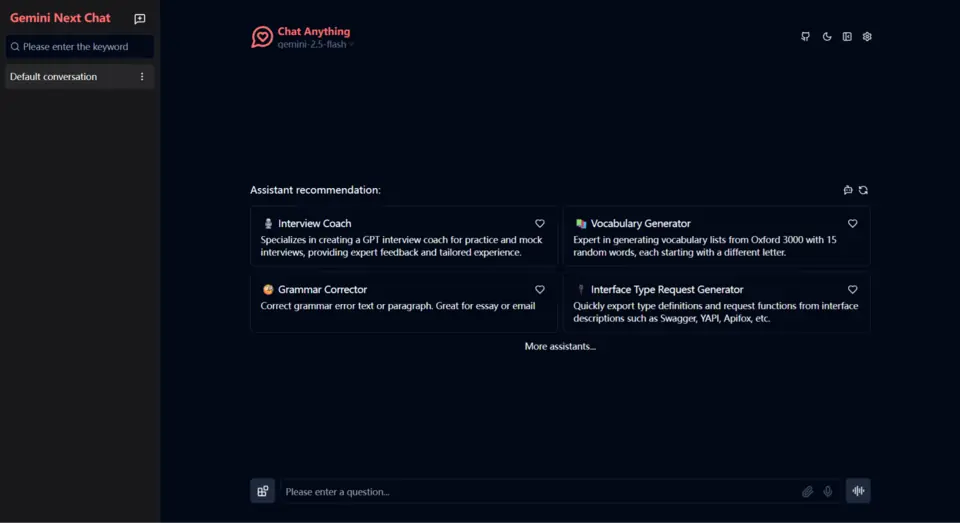 Gemini Next Chat
Please enter the keyword
Default conversation
Chat Anything
gemini-2.5-flash
Assistant recommendation:
Interview Coach
Specializes in creating a GPT interview coach for practice and mock
interviews, providing expert feedback and tailored experience.
Vocabulary Generator
Expert in generating vocabulary lists from Oxford 3000 with 15
random words, each starting with a different letter.
Grammar Corrector
Correct grammar error text or paragraph. Great for essay or email
Interface Type Request Generator
Quickly export type definitions and request functions from interface
descriptions such as Swagger, YAPI, Apifox, etc.
More assistants...
Please enter a question...